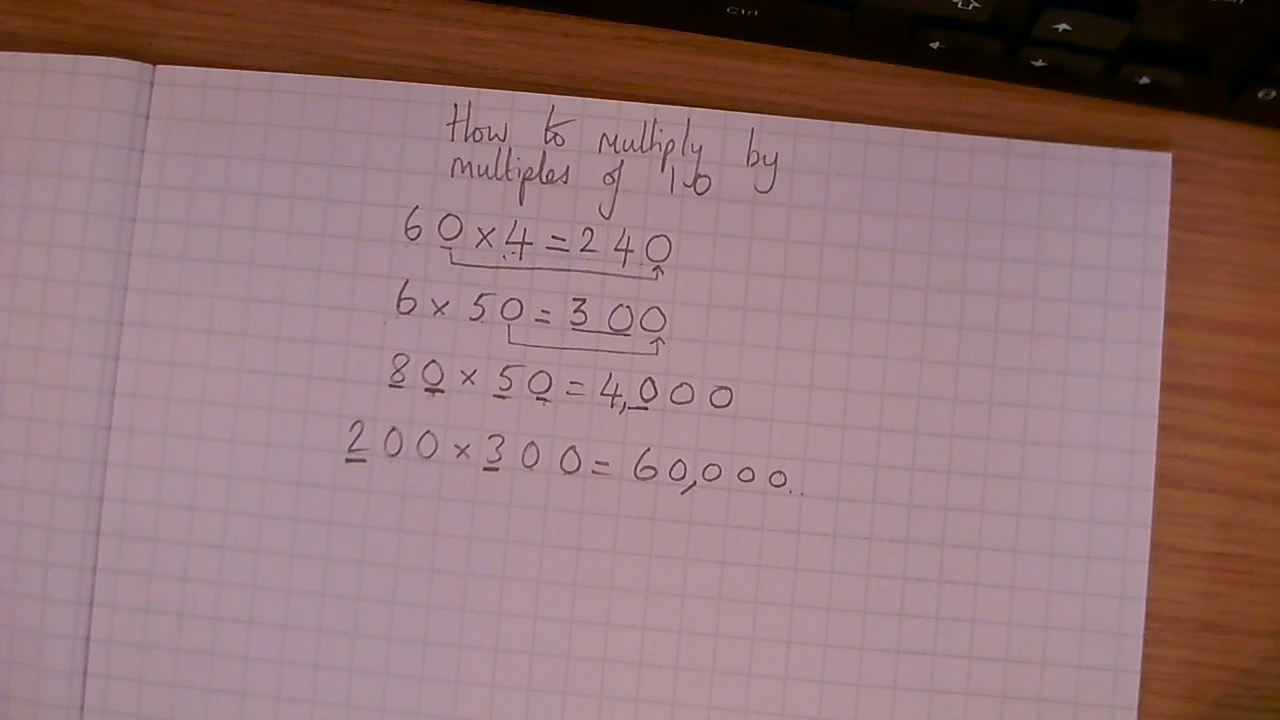 Ctrl
How to multiply by
multiples of 10
60 × 4 = 240
6 × 50 = 300
80 × 50 = 4,000
200 × 300 = 60,000..